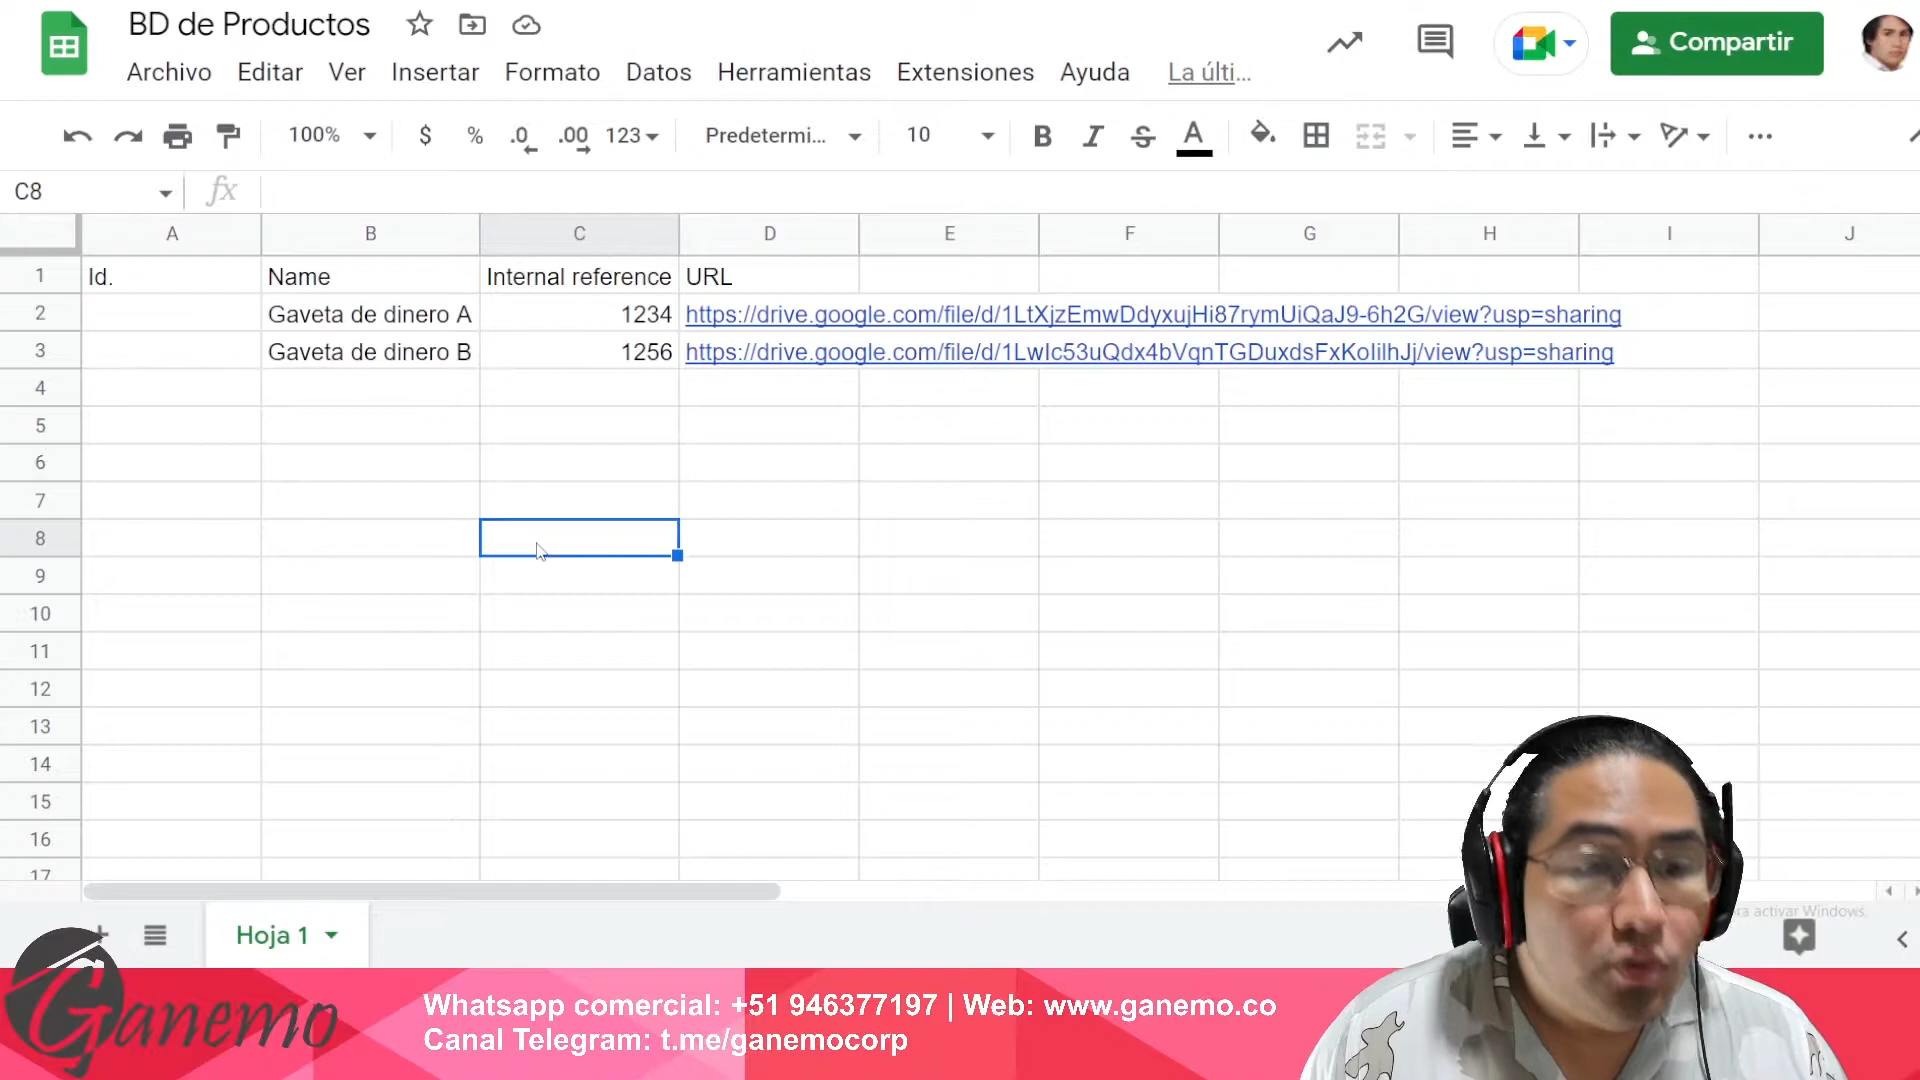 BD de Productos
Archivo Editar Ver Insertar Formato Datos Herramientas Extensiones Ayuda La últi...
Compartir
100% $ % .0 .00 123 Predetermi... 10 B I S A
C8 fx
A B C D E F G H I J
1 Id. Name Internal reference URL
2 Gaveta de dinero A 1234 https://drive.google.com/file/d/1LtXjzEmwDdyxujHi87rymUiQaJ9-6h2G/view?usp=sharing
3 Gaveta de dinero B 1256 https://drive.google.com/file/d/1LwIc53uQdx4bVqnTGDuxdsFxKoIilhJj/view?usp=sharing
4
5
6
7
8
9
10
11
12
13
14
15
16
17
activar Windows.
Hoja 1
Ganemo
Whatsapp comercial: +51 946377197 | Web: www.ganemo.co
Canal Telegram: t.me/ganemocorp